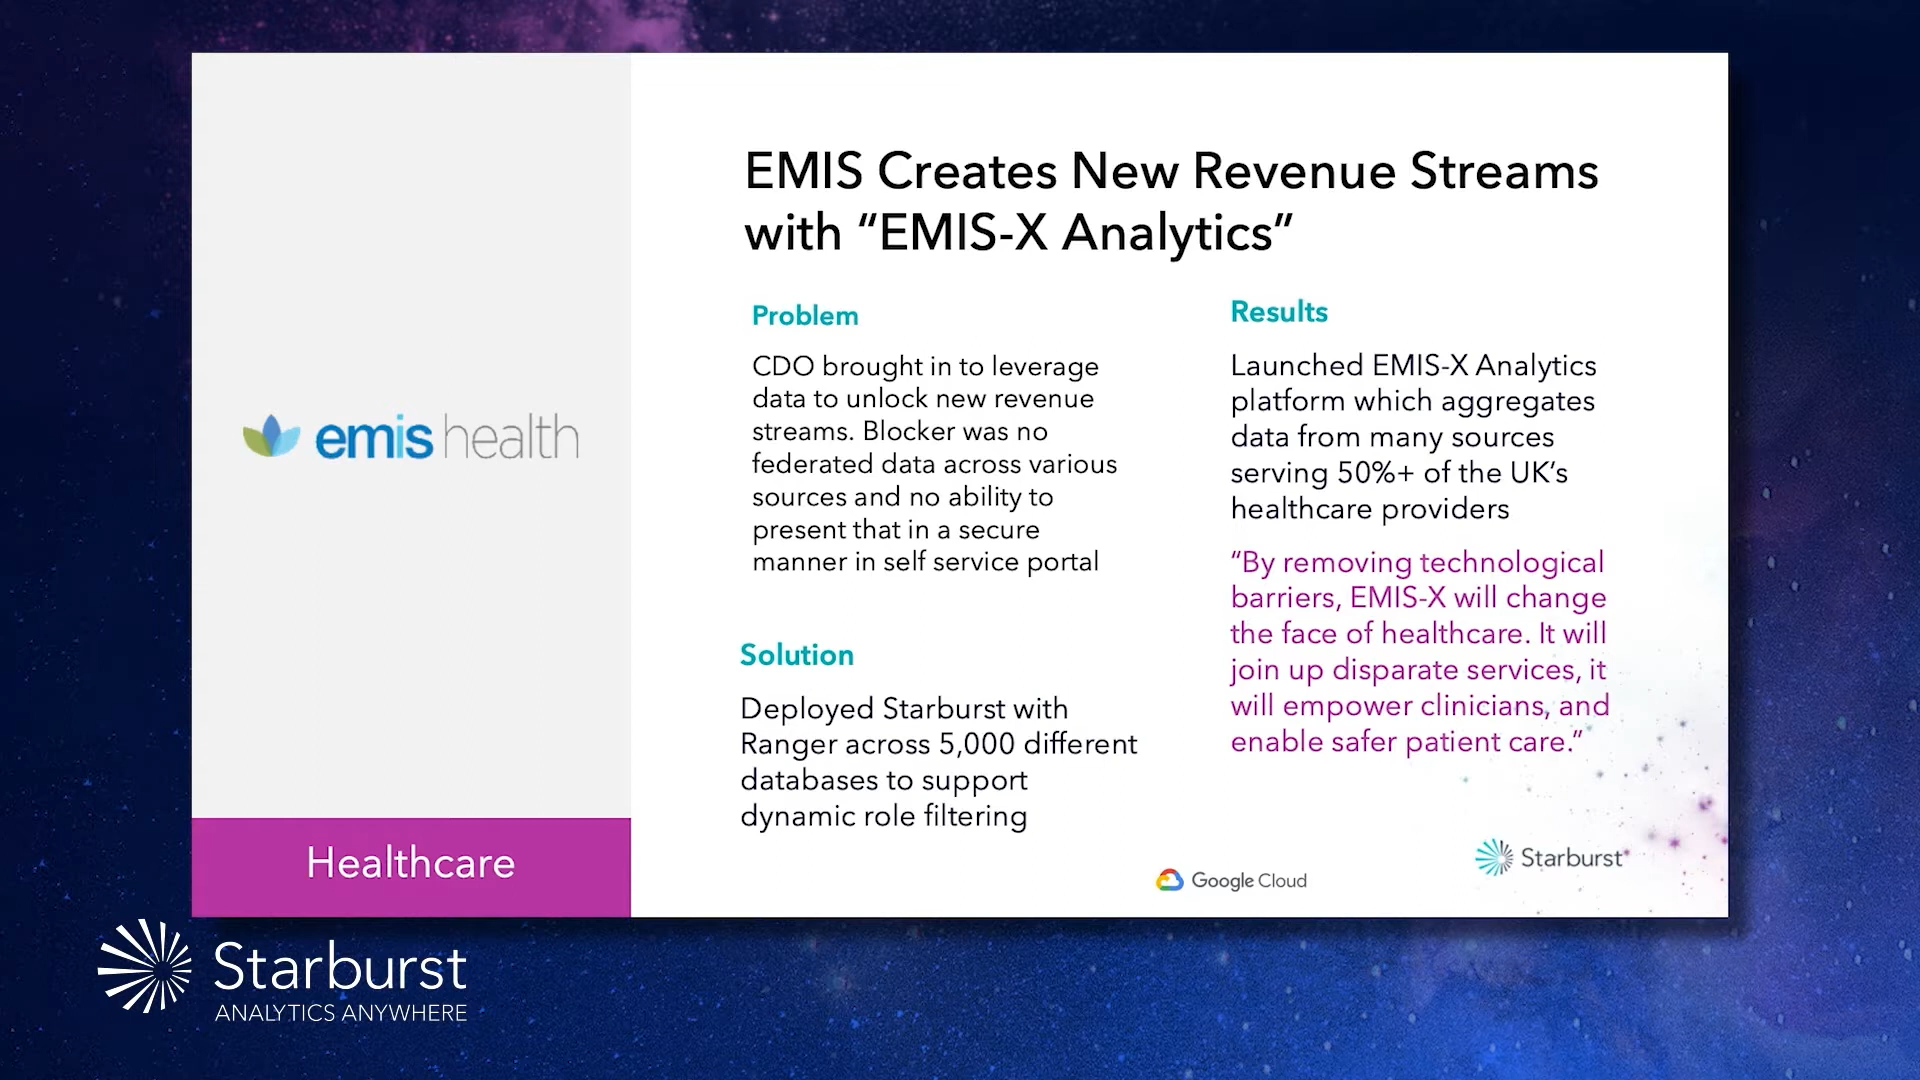 EMIS Creates New Revenue Streams
with “EMIS-X Analytics”
Problem
CDO brought in to leverage
data to unlock new revenue
streams. Blocker was no
federated data across various
sources and no ability to
present that in a secure
manner in self service portal
Solution
Deployed Starburst with
Ranger across 5,000 different
databases to support
dynamic role filtering
Results
Launched EMIS-X Analytics
platform which aggregates
data from many sources
serving 50%+ of the UK’s
healthcare providers
“By removing technological
barriers, EMIS-X will change
the face of healthcare. It will
join up disparate services, it
will empower clinicians, and
enable safer patient care.”
emis health
Healthcare
Google Cloud
Starburst
Starburst
ANALYTICS ANYWHERE